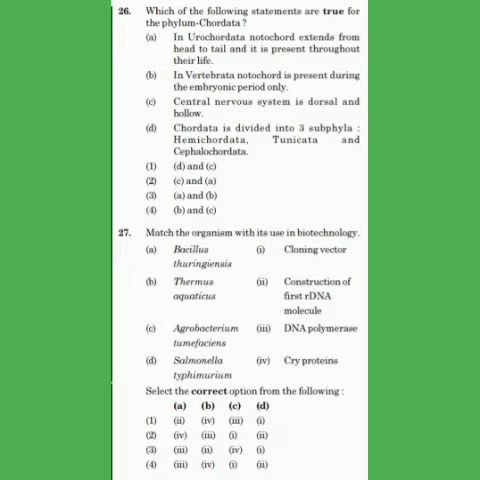 26. Which of the following statements are true for
the phylum-Chordata ?
(a) In Urochordata notochord extends from
head to tail and it is present throughout
their life.
(b) In Vertebrata notochord is present during
the embryonic period only.
(c) Central nervous system is dorsal and
hollow.
(d) Chordata is divided into 3 subphyla :
Hemichordata, Tunicata and
Cephalochordata.
(1) (d) and (c)
(2) (c) and (a)
(3) (a) and (b)
(4) (b) and (c)
27. Match the organism with its use in biotechnology.
(a) Bacillus (i) Cloning vector
thuringiensis
(b) Thermus (ii) Construction of
aquaticus first rDNA
molecule
(c) Agrobacterium (iii) DNA polymerase
tumefaciens
(d) Salmonella (iv) Cry proteins
typhimurium
Select the correct option from the following :
(a) (b) (c) (d)
(1) (ii) (iv) (iii) (i)
(2) (iv) (iii) (i) (ii)
(3) (iii) (ii) (iv) (i)
(4) (iii) (iv) (i) (ii)